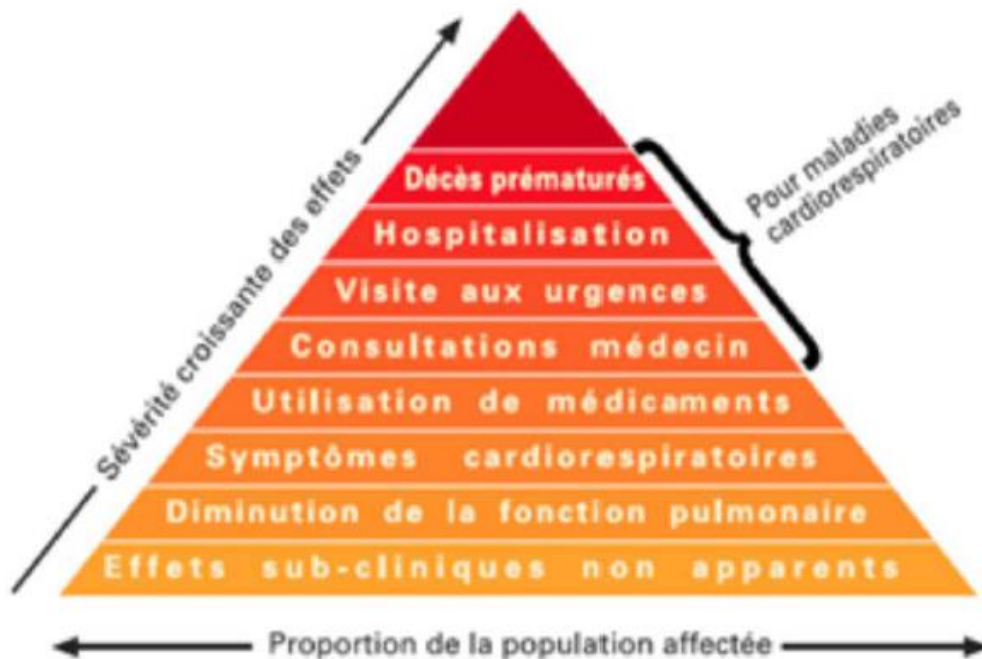 Décès prématurés
Hospitalisation
Visite aux urgences
Consultations médecin
Utilisation de médicaments
Symptômes cardiorespiratoires
Diminution de la fonction pulmonaire
Effets sub-cliniques non apparents
Sévérité croissante des effets
Pour maladies
cardiorespiratoires
Proportion de la population affectée